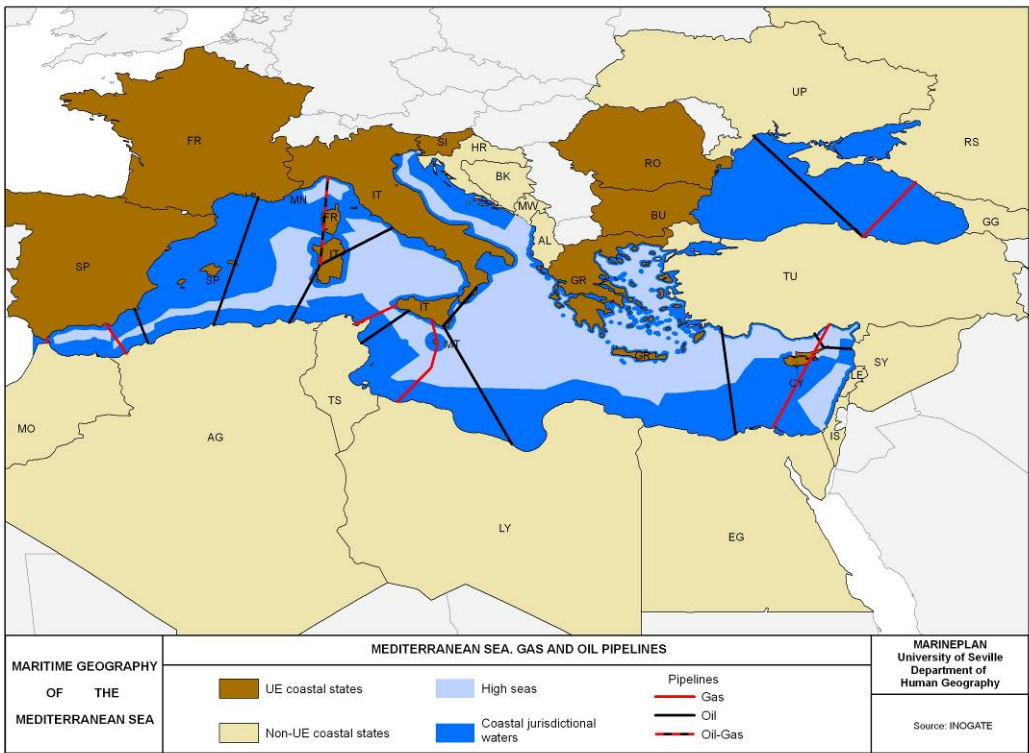 UP
FR
SI
HR
RO
RS
BK
MN
IT
MW
BU
GG
FR
AL
SP
SP
IT
GR
TU
IT
MT
GR
SY
CY
LE
TS
MO
AG
IS
LY
EG
MARITIME GEOGRAPHY
OF THE
MEDITERRANEAN SEA
MEDITERRANEAN SEA. GAS AND OIL PIPELINES
UE coastal states
Non-UE coastal states
High seas
Coastal jurisdictional
waters
Pipelines
Gas
Oil
Oil-Gas
MARINEPLAN
University of Seville
Department of
Human Geography
Source: INOGATE